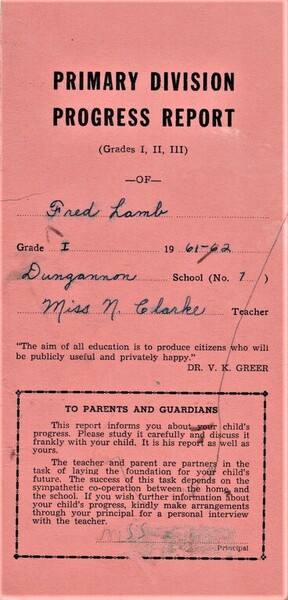 PRIMARY DIVISION
PROGRESS REPORT
(Grades I, II, III)
—OF—
Fred Lamb
Grade I 19 61-62
Dungannon School (No. 7 )
Miss N. Clarke Teacher
"The aim of all education is to produce citizens who will
be publicly useful and privately happy."
DR. V. K. GREER
TO PARENTS AND GUARDIANS
This report informs you about your child's
progress. Please study it carefully and discuss it
frankly with your child. It is his report as well as
yours.
The teacher and parent are partners in the
task of laying the foundation for your child's
future. The success of this task depends on the
sympathetic co-operation between the home and
the school. If you wish further information about
your child's progress, kindly make arrangements
through your principal for a personal interview
with the teacher.
Principal